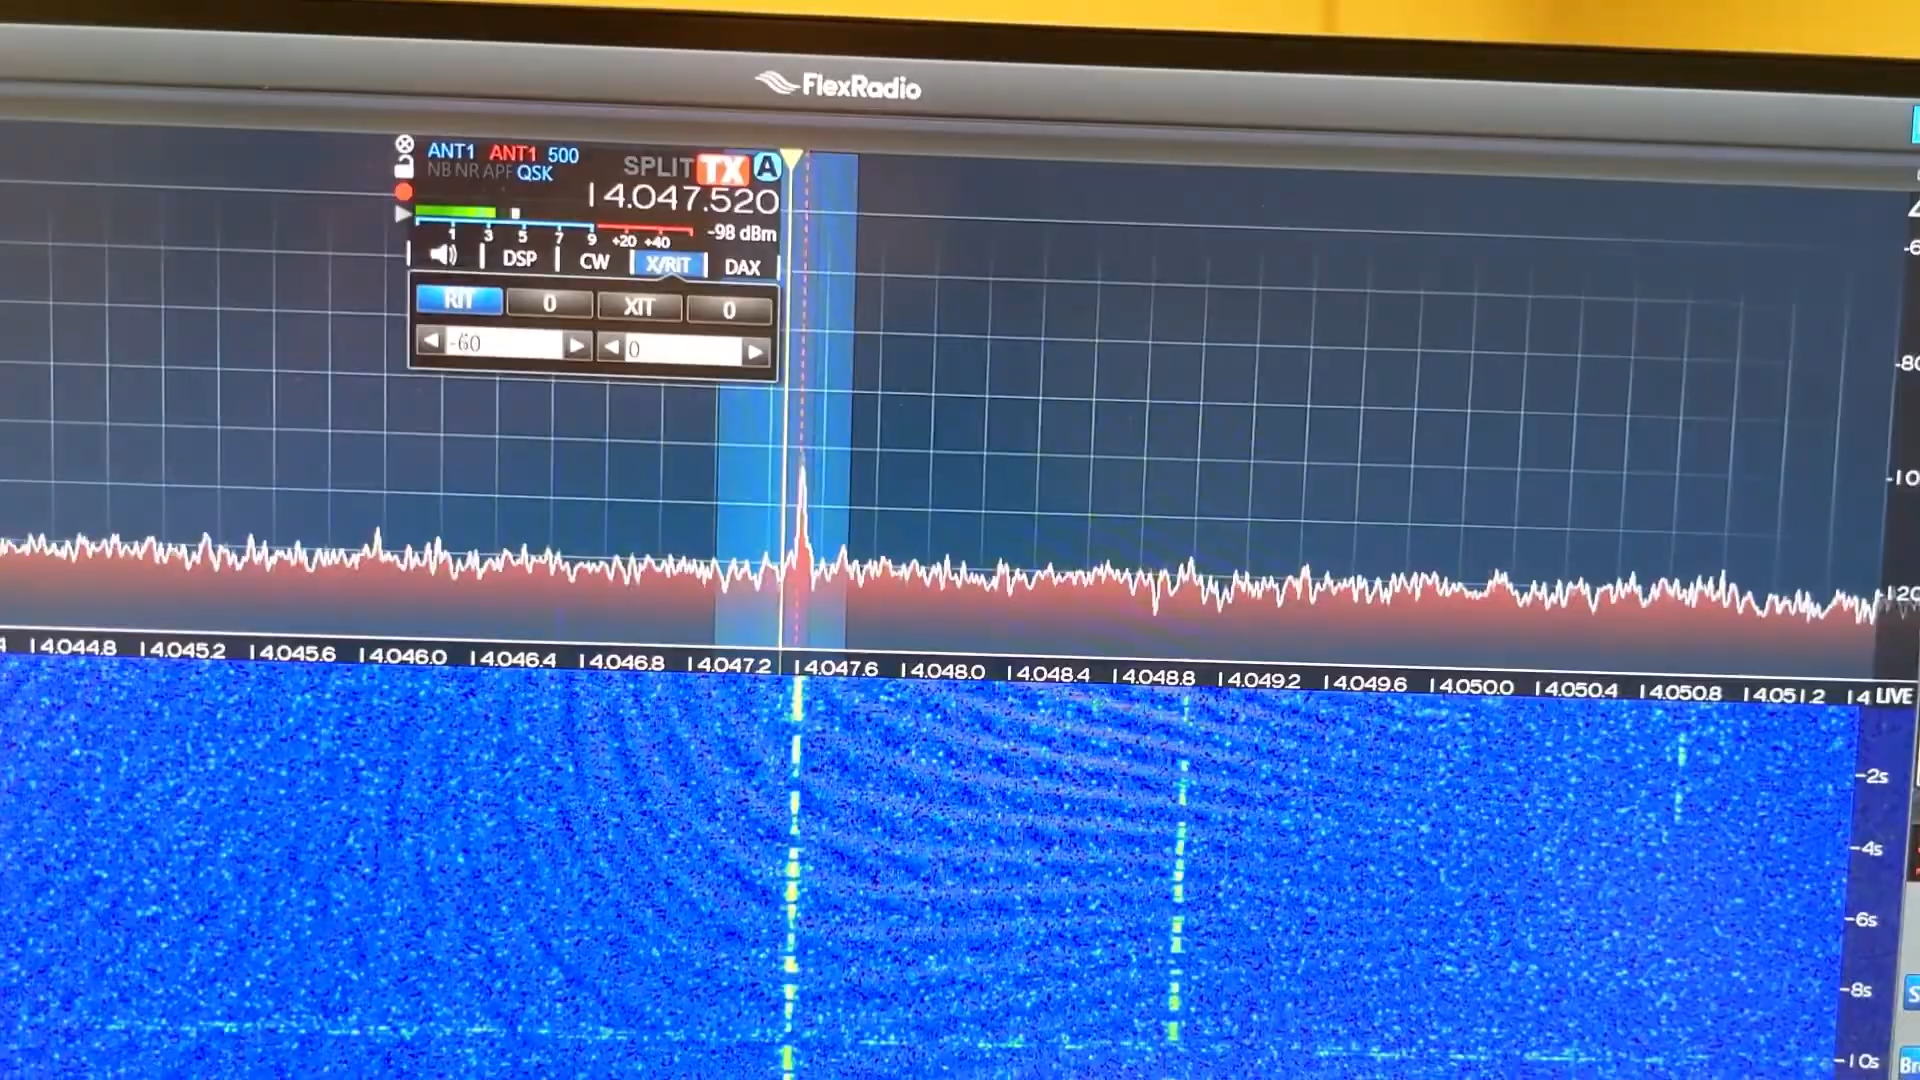 FlexRadio
ANT1 ANT1 500
NB NR APF QSK
SPLIT TX A
14.047.520
1 3 5 7 9 +20 +40
-98 dBm
DSP CW X/RIT DAX
RIT 0 XIT 0
-60 0
-80
-120
14.044.8 14.045.2 14.045.6 14.046.0 14.046.4 14.046.8 14.047.2 14.047.6 14.048.0 14.048.4 14.048.8 14.049.2 14.049.6 14.050.0 14.050.4 14.050.8 14.051.2 14 LIVE
-2s
-4s
-6s
-8s
-10s